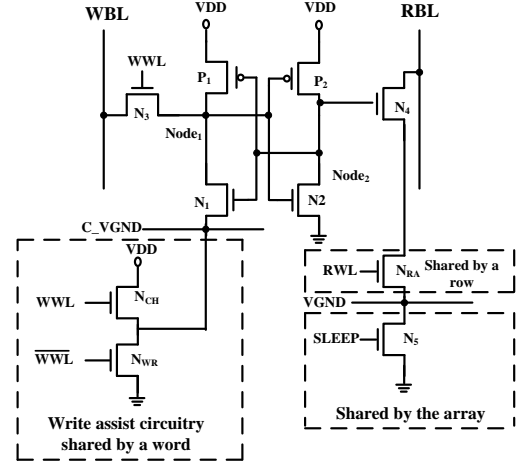 WBL
VDD
VDD
RBL
WWL
P1
P2
N3
N4
Node1
Node2
N1
N2
C_VGND
VDD
WWL
NCH
WWL
NWR
Write assist circuitry
shared by a word
RWL
NRA
Shared by a
row
VGND
SLEEP
N5
Shared by the array